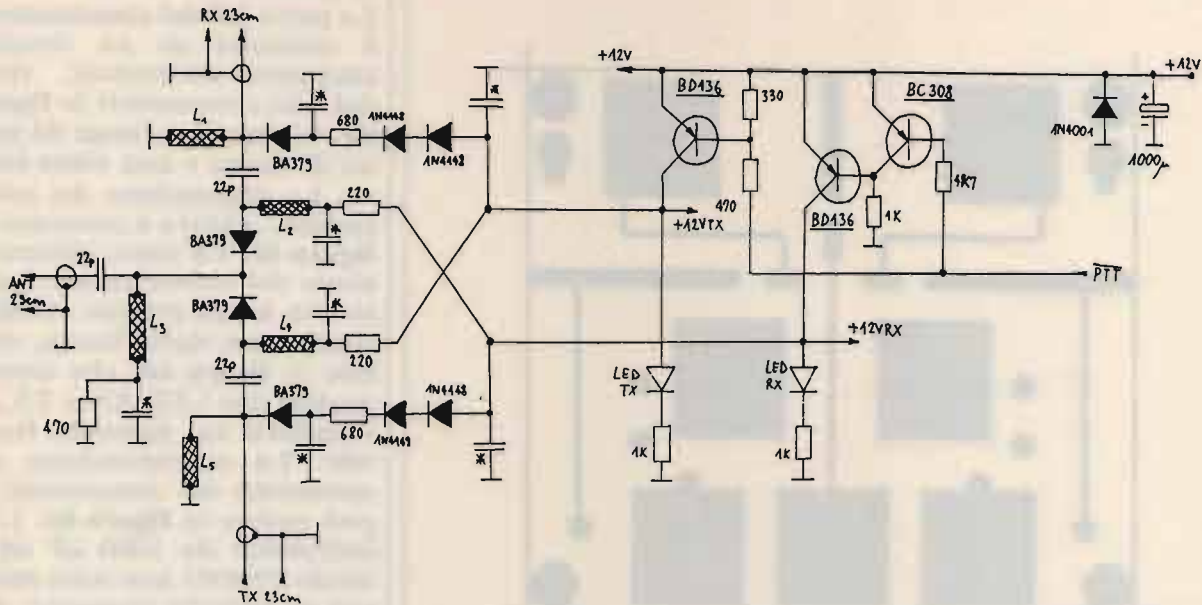 RX 23cm
+12V
+12V
BD136
330
BC308
L1
680
1N4148
*
*
1N4148
BA379
1N4001
+
-
1000µ
22p
220
470
4K7
L2
*
+12VTX
BD136
1K
BA379
22p
ANT
23cm
PTT
BA379
L3
L4
*
220
+12VRX
22p
BA379
1N4148
LED
TX
LED
RX
470
*
*
680
1N4149
*
L5
1K
1K
TX 23cm